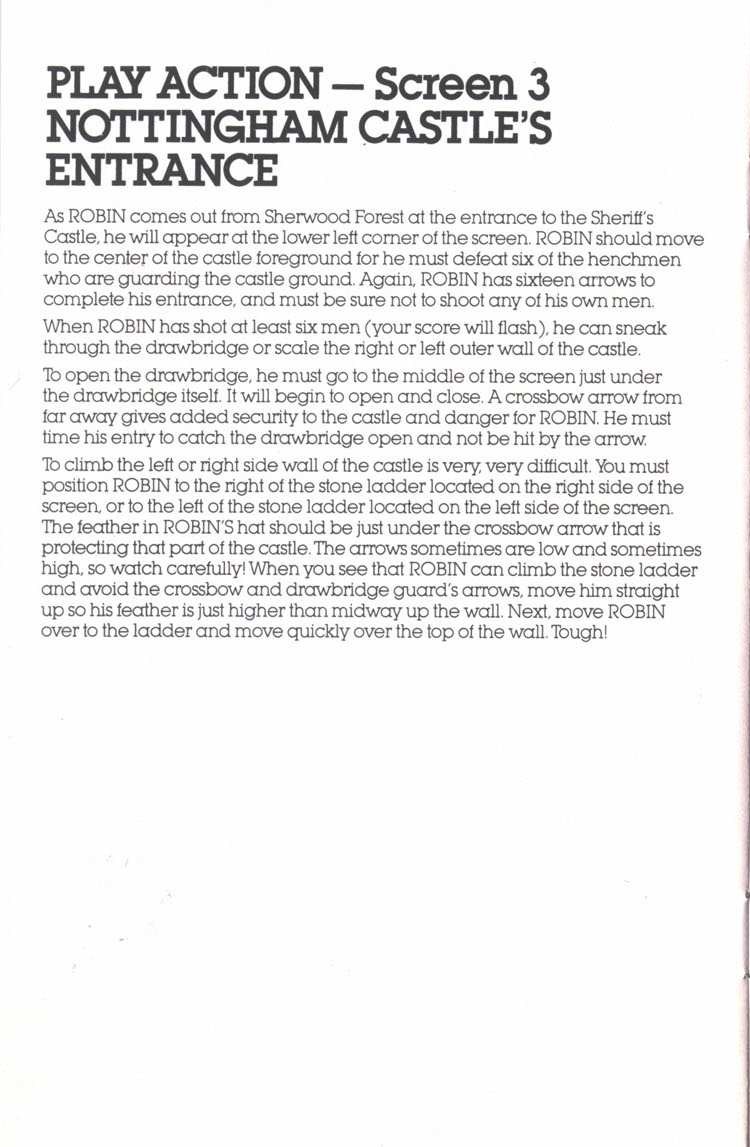 PLAY ACTION — Screen 3
NOTTINGHAM CASTLE'S
ENTRANCE
As ROBIN comes out from Sherwood Forest at the entrance to the Sheriff's
Castle, he will appear at the lower left corner of the screen. ROBIN should move
to the center of the castle foreground for he must defeat six of the henchmen
who are guarding the castle ground. Again, ROBIN has sixteen arrows to
complete his entrance, and must be sure not to shoot any of his own men.
When ROBIN has shot at least six men (your score will flash), he can sneak
through the drawbridge or scale the right or left outer wall of the castle.
To open the drawbridge, he must go to the middle of the screen just under
the drawbridge itself. It will begin to open and close. A crossbow arrow from
far away gives added security to the castle and danger for ROBIN. He must
time his entry to catch the drawbridge open and not be hit by the arrow.
To climb the left or right side wall of the castle is very, very difficult. You must
position ROBIN to the right of the stone ladder located on the right side of the
screen, or to the left of the stone ladder located on the left side of the screen.
The feather in ROBIN'S hat should be just under the crossbow arrow that is
protecting that part of the castle. The arrows sometimes are low and sometimes
high, so watch carefully! When you see that ROBIN can climb the stone ladder
and avoid the crossbow and drawbridge guard's arrows, move him straight
up so his feather is just higher than midway up the wall. Next, move ROBIN
over to the ladder and move quickly over the top of the wall. Tough!